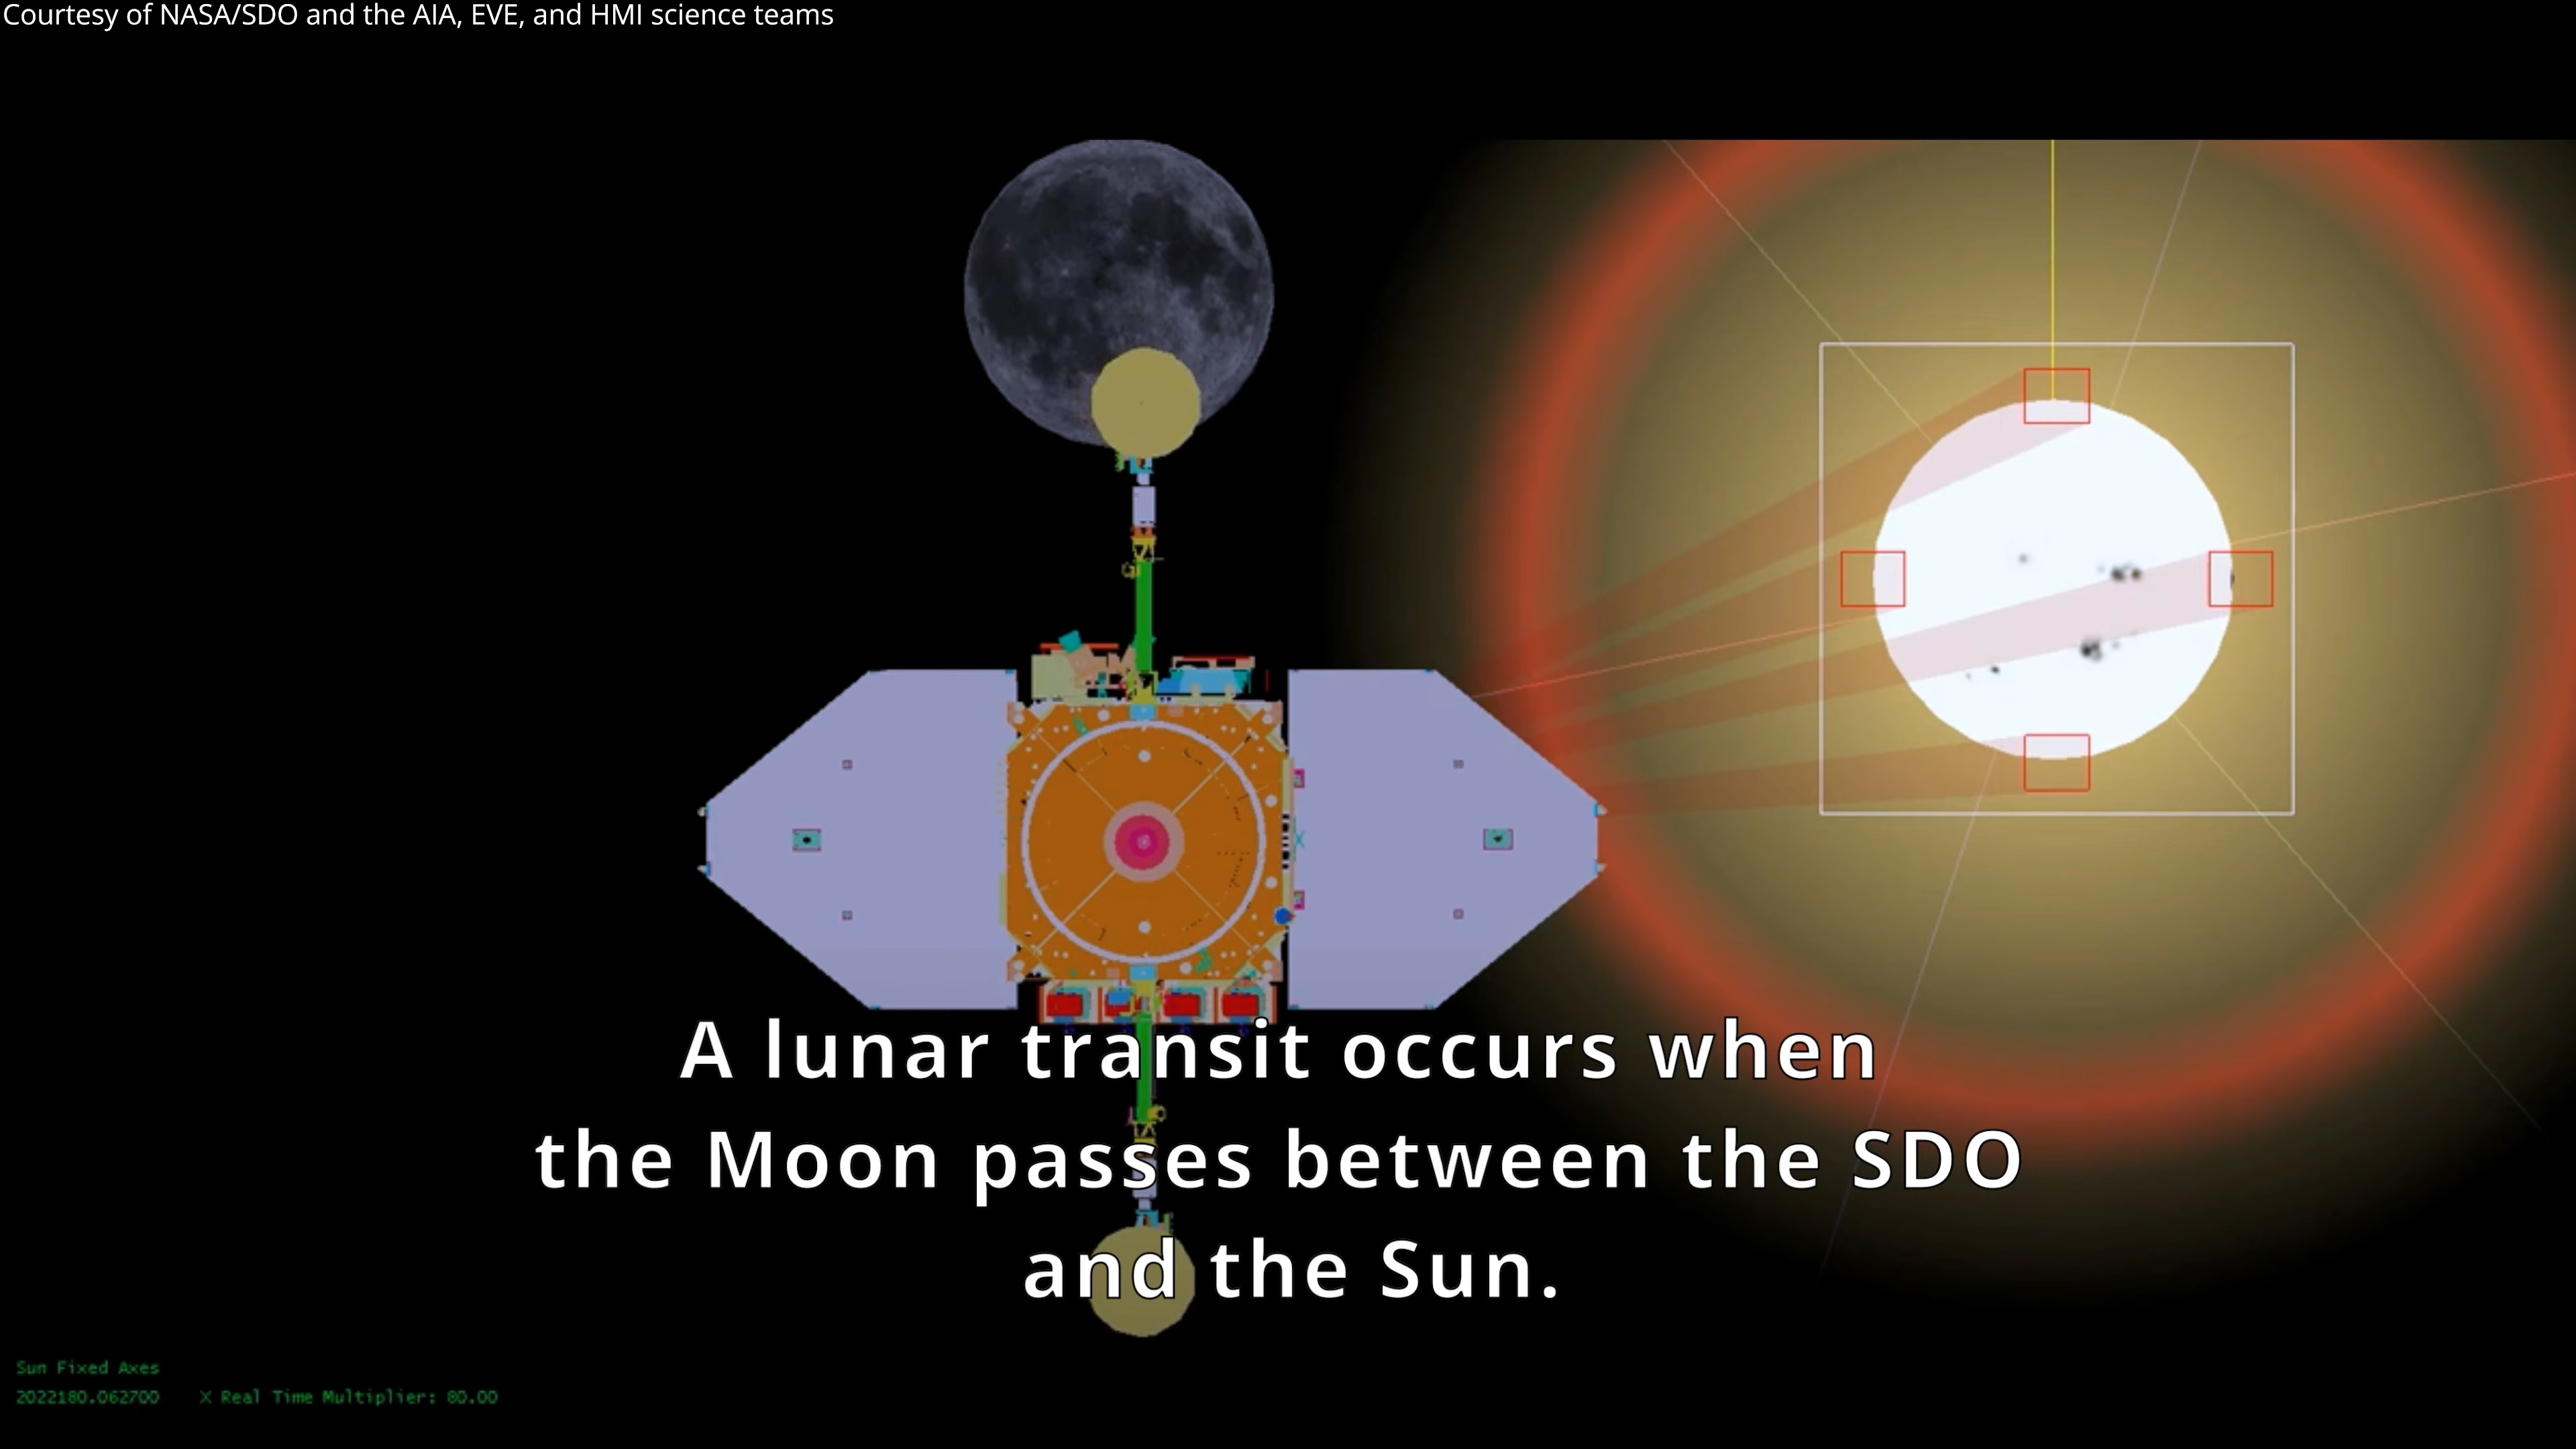 Courtesy of NASA/SDO and the AIA, EVE, and HMI science teams
A lunar transit occurs when
the Moon passes between the SDO
and the Sun.
Sun Fixed Axes
2022180.062700 X Real Time Multiplier: 80.00